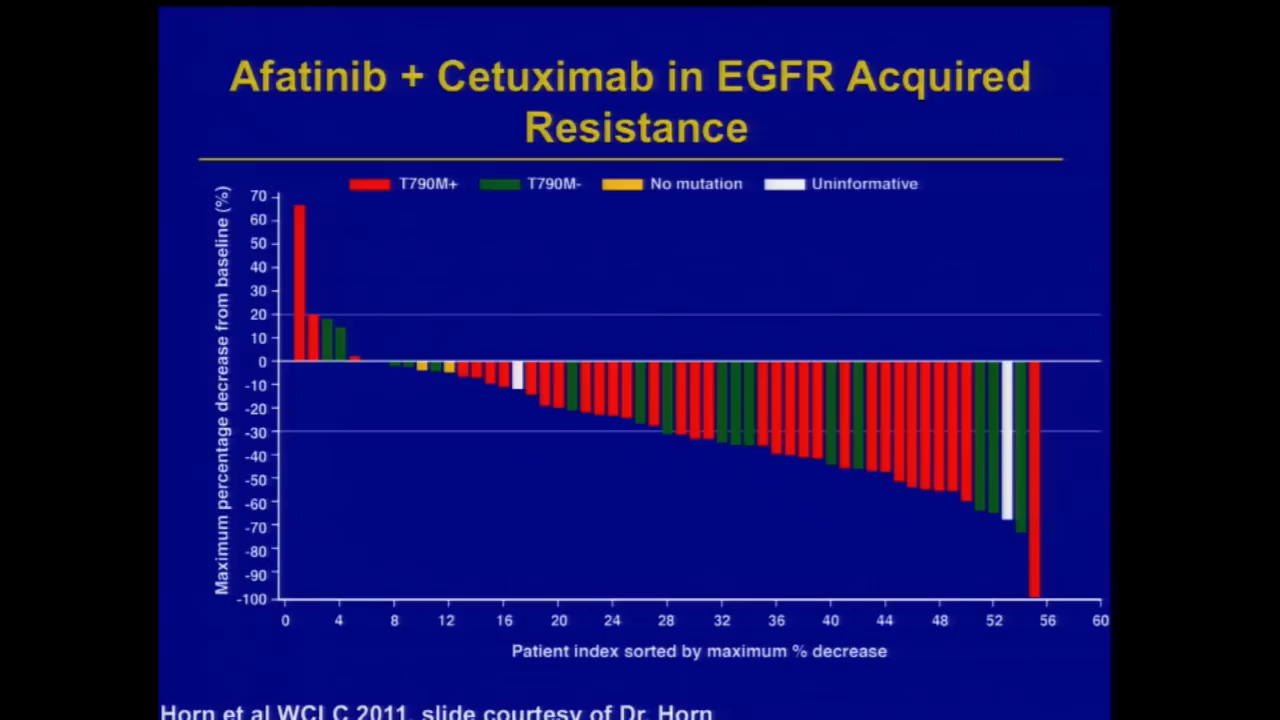 Afatinib + Cetuximab in EGFR Acquired
Resistance
T790M+ T790M- No mutation Uninformative
Maximum percentage decrease from baseline (%)
70
60
50
40
30
20
10
0
-10
-20
-30
-40
-50
-60
-70
-80
-90
-100
0 4 8 12 16 20 24 28 32 36 40 44 48 52 56 60
Patient index sorted by maximum % decrease
Horn et al WCLC 2011, slide courtesy of Dr. Horn